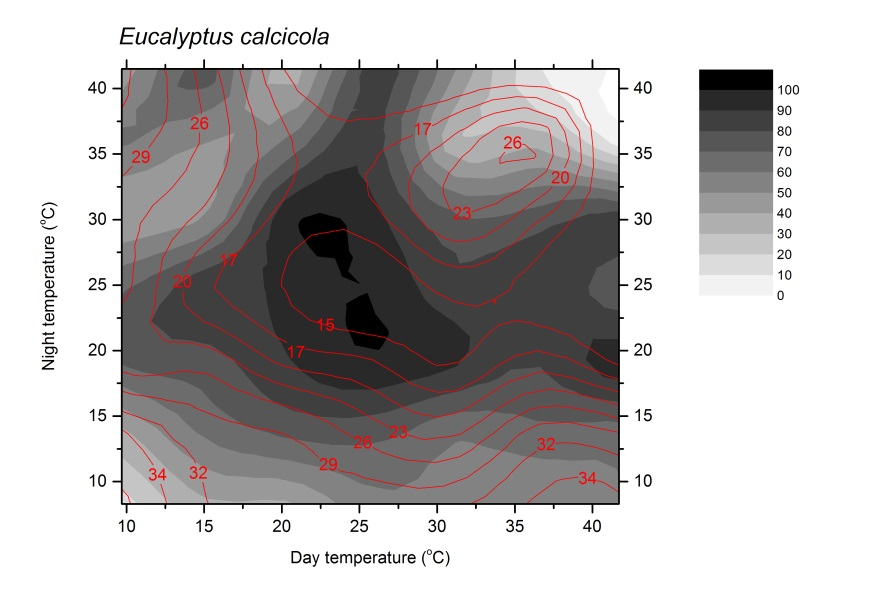 Eucalyptus calcicola
40 40 100
90
17 80
26 35 35 70
29 26 60
20 50
30 23 30 40
30
17 20
25 20 25 10
0
15
20 17 20
15 23 15
26 32
29
10 34 32 34 10
10 15 20 25 30 35 40
Night temperature (°C)
Day temperature (°C)